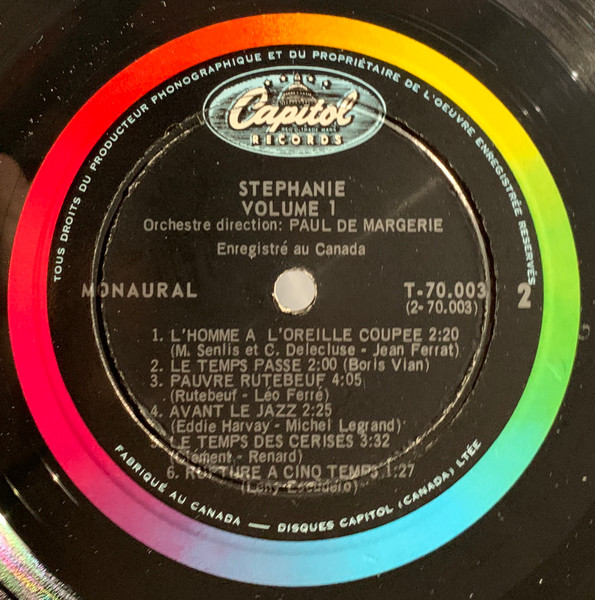 TOUS DROITS DU PRODUCTEUR PHONOGRAPHIQUE ET DU PROPRIÉTAIRE DE L'OEUVRE ENREGISTRÉE RESERVÉS
Capitol
REG. U.S. TRADE MARK
RECORDS
STEPHANIE
VOLUME 1
Orchestre direction: PAUL DE MARGERIE
Enregistré au Canada
MONAURAL
T-70.003
2
(2-70.003)
1. L'HOMME A L'OREILLE COUPEE 2:20
(M. Senlis et C. Delecluse - Jean Ferrat)
2. LE TEMPS PASSE 2:00 (Boris Vian)
3. PAUVRE RUTEBEUF 4:05
(Rutebeuf - Léo Ferré)
4. AVANT LE JAZZ 2:25
(Eddie Harvay - Michel Legrand)
5. LE TEMPS DES CERISES 3:32
(Clément - Renard)
6. RUPTURE A CINQ TEMPS 1:27
(Leny Escudero)
FABRIQUÉ AU CANADA — DISQUES CAPITOL (CANADA) LTÉE